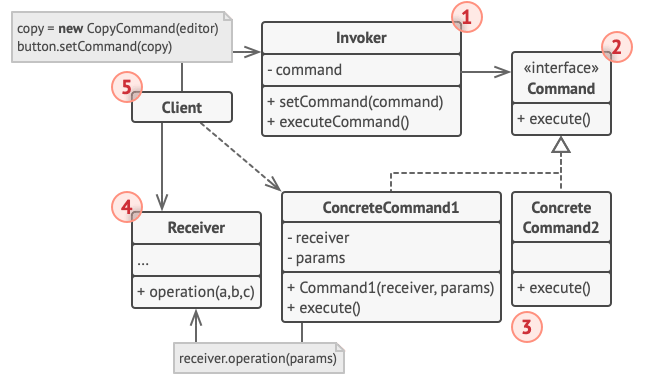 copy = new CopyCommand(editor)
button.setCommand(copy)
1
Invoker
- command
+ setCommand(command)
+ executeCommand()
2
«interface»
Command
+ execute()
5
Client
4
Receiver
...
+ operation(a,b,c)
ConcreteCommand1
- receiver
- params
+ Command1(receiver, params)
+ execute()
Concrete
Command2
+ execute()
3
receiver.operation(params)